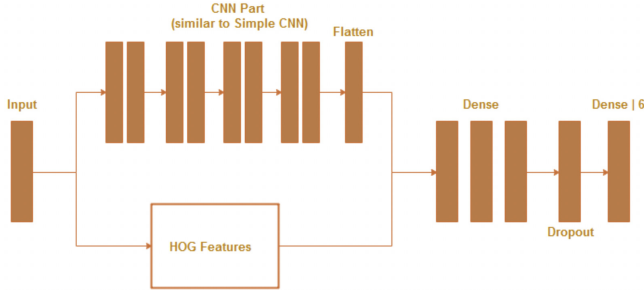 CNN Part
(similar to Simple CNN)
Flatten
Input
Dense
Dense | 6
HOG Features
Dropout